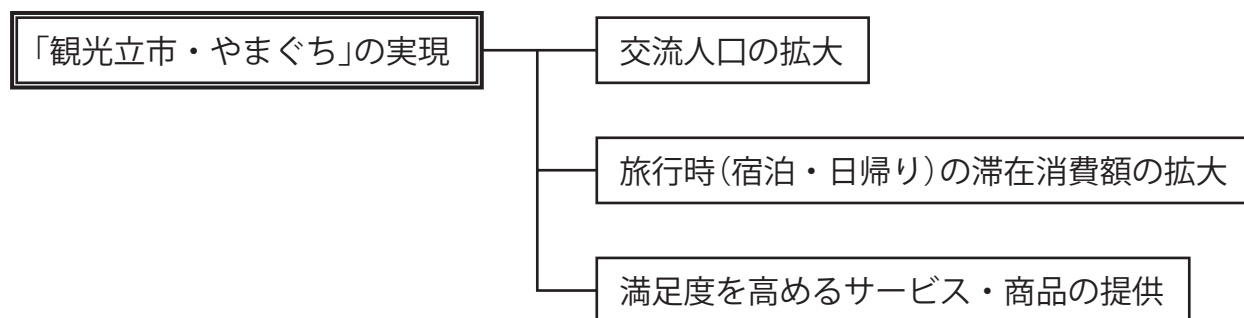 「観光立市・やまぐち」の実現
交流人口の拡大
旅行時(宿泊・日帰り)の滞在消費額の拡大
満足度を高めるサービス・商品の提供